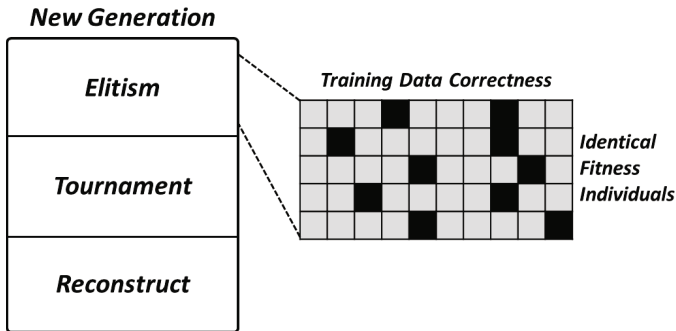 New Generation
Elitism
Tournament
Reconstruct
Training Data Correctness
Identical
Fitness
Individuals